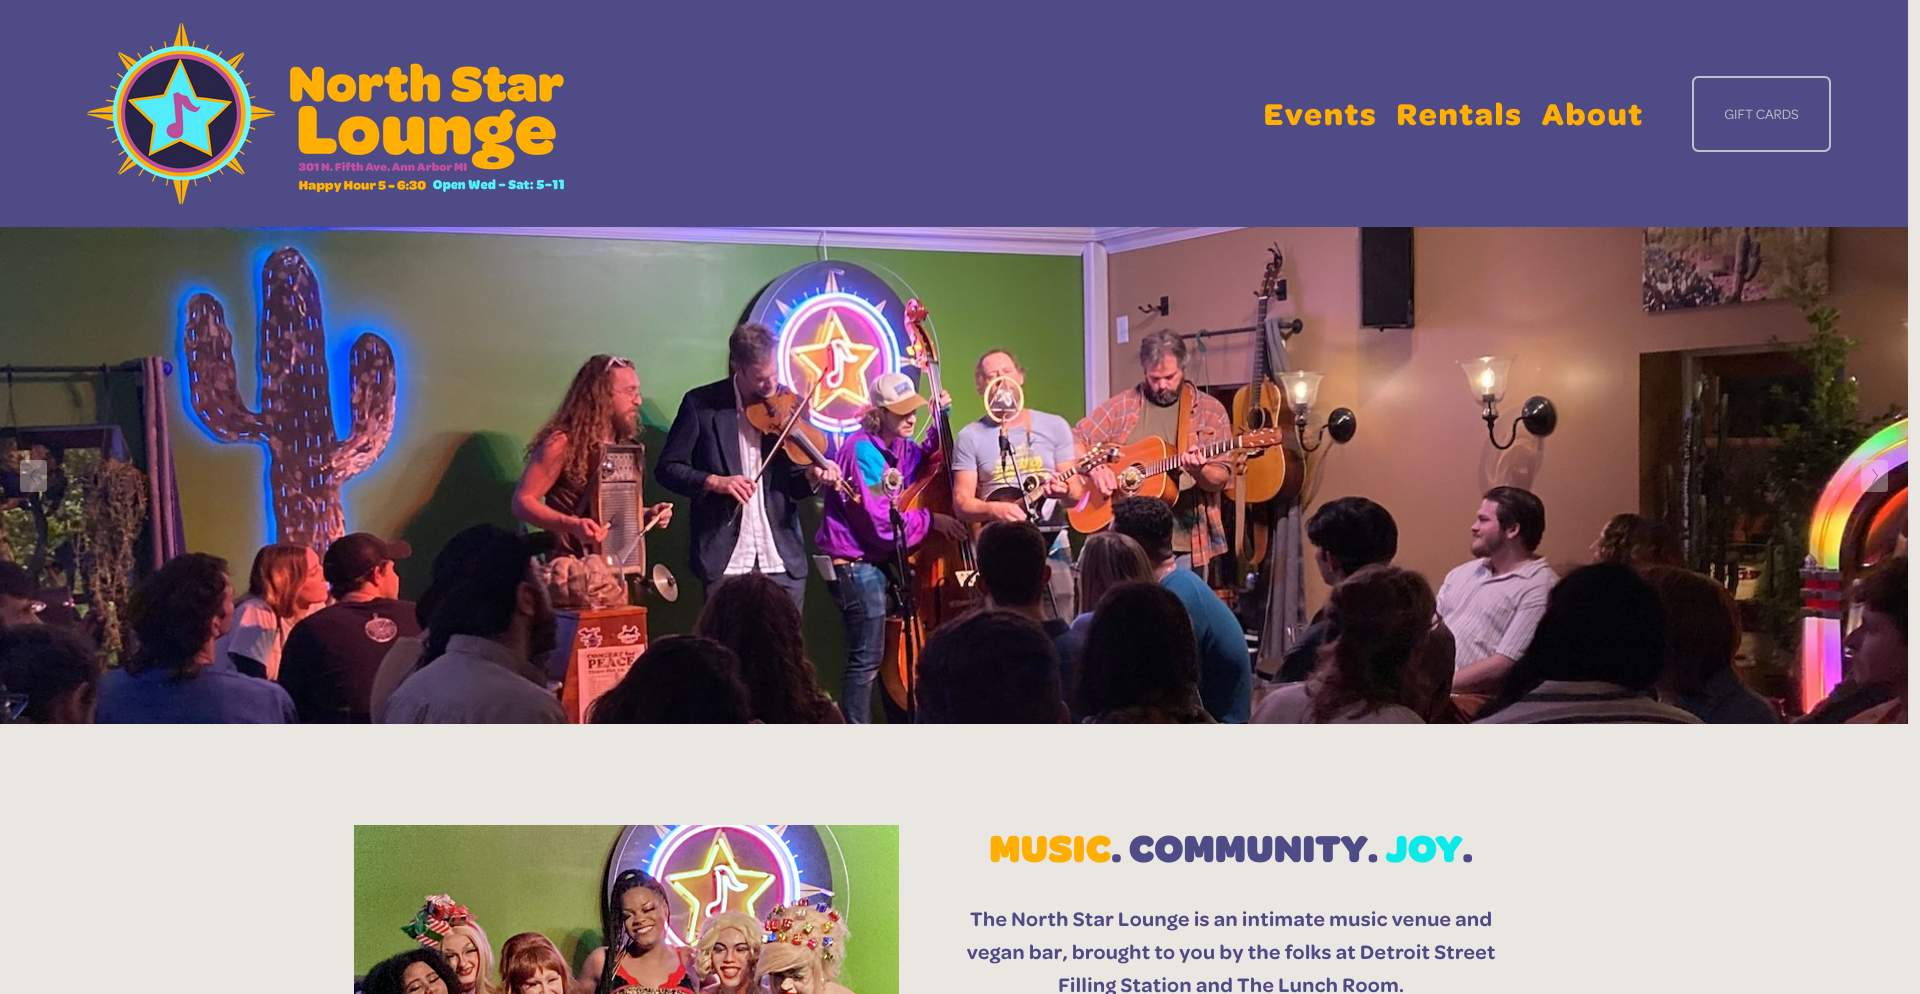 North Star
Lounge
301 N. Fifth Ave. Ann Arbor MI
Happy Hour 5 - 6:30 Open Wed - Sat: 5-11
Events Rentals About
GIFT CARDS
CONCERT for
PEACE
MUSIC. COMMUNITY. JOY.
The North Star Lounge is an intimate music venue and
vegan bar, brought to you by the folks at Detroit Street
Filling Station and The Lunch Room.